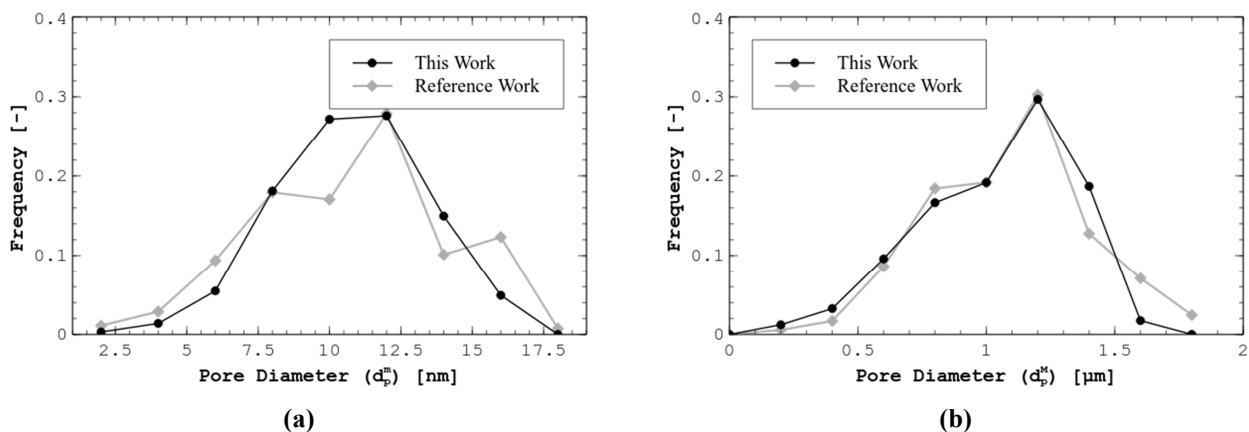 0.4
0.3
0.2
0.1
0
Frequency [-]
This Work
Reference Work
2.5 5 7.5 10 12.5 15 17.5
Pore Diameter (d_p^m) [nm]
(a)
0.4
0.3
0.2
0.1
0
Frequency [-]
This Work
Reference Work
0 0.5 1 1.5 2
Pore Diameter (d_p^M) [µm]
(b)